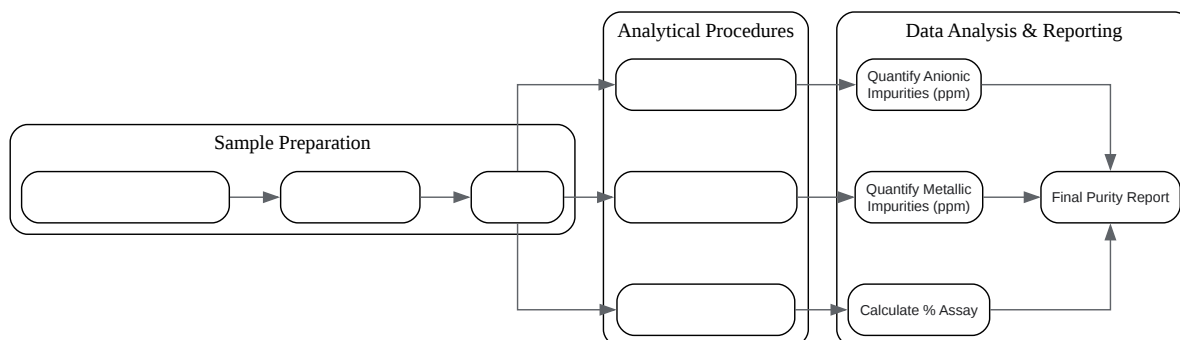 Analytical Procedures
Data Analysis & Reporting
Quantify Anionic
Impurities (ppm)
Sample Preparation
Quantify Metallic
Impurities (ppm)
Final Purity Report
Calculate % Assay